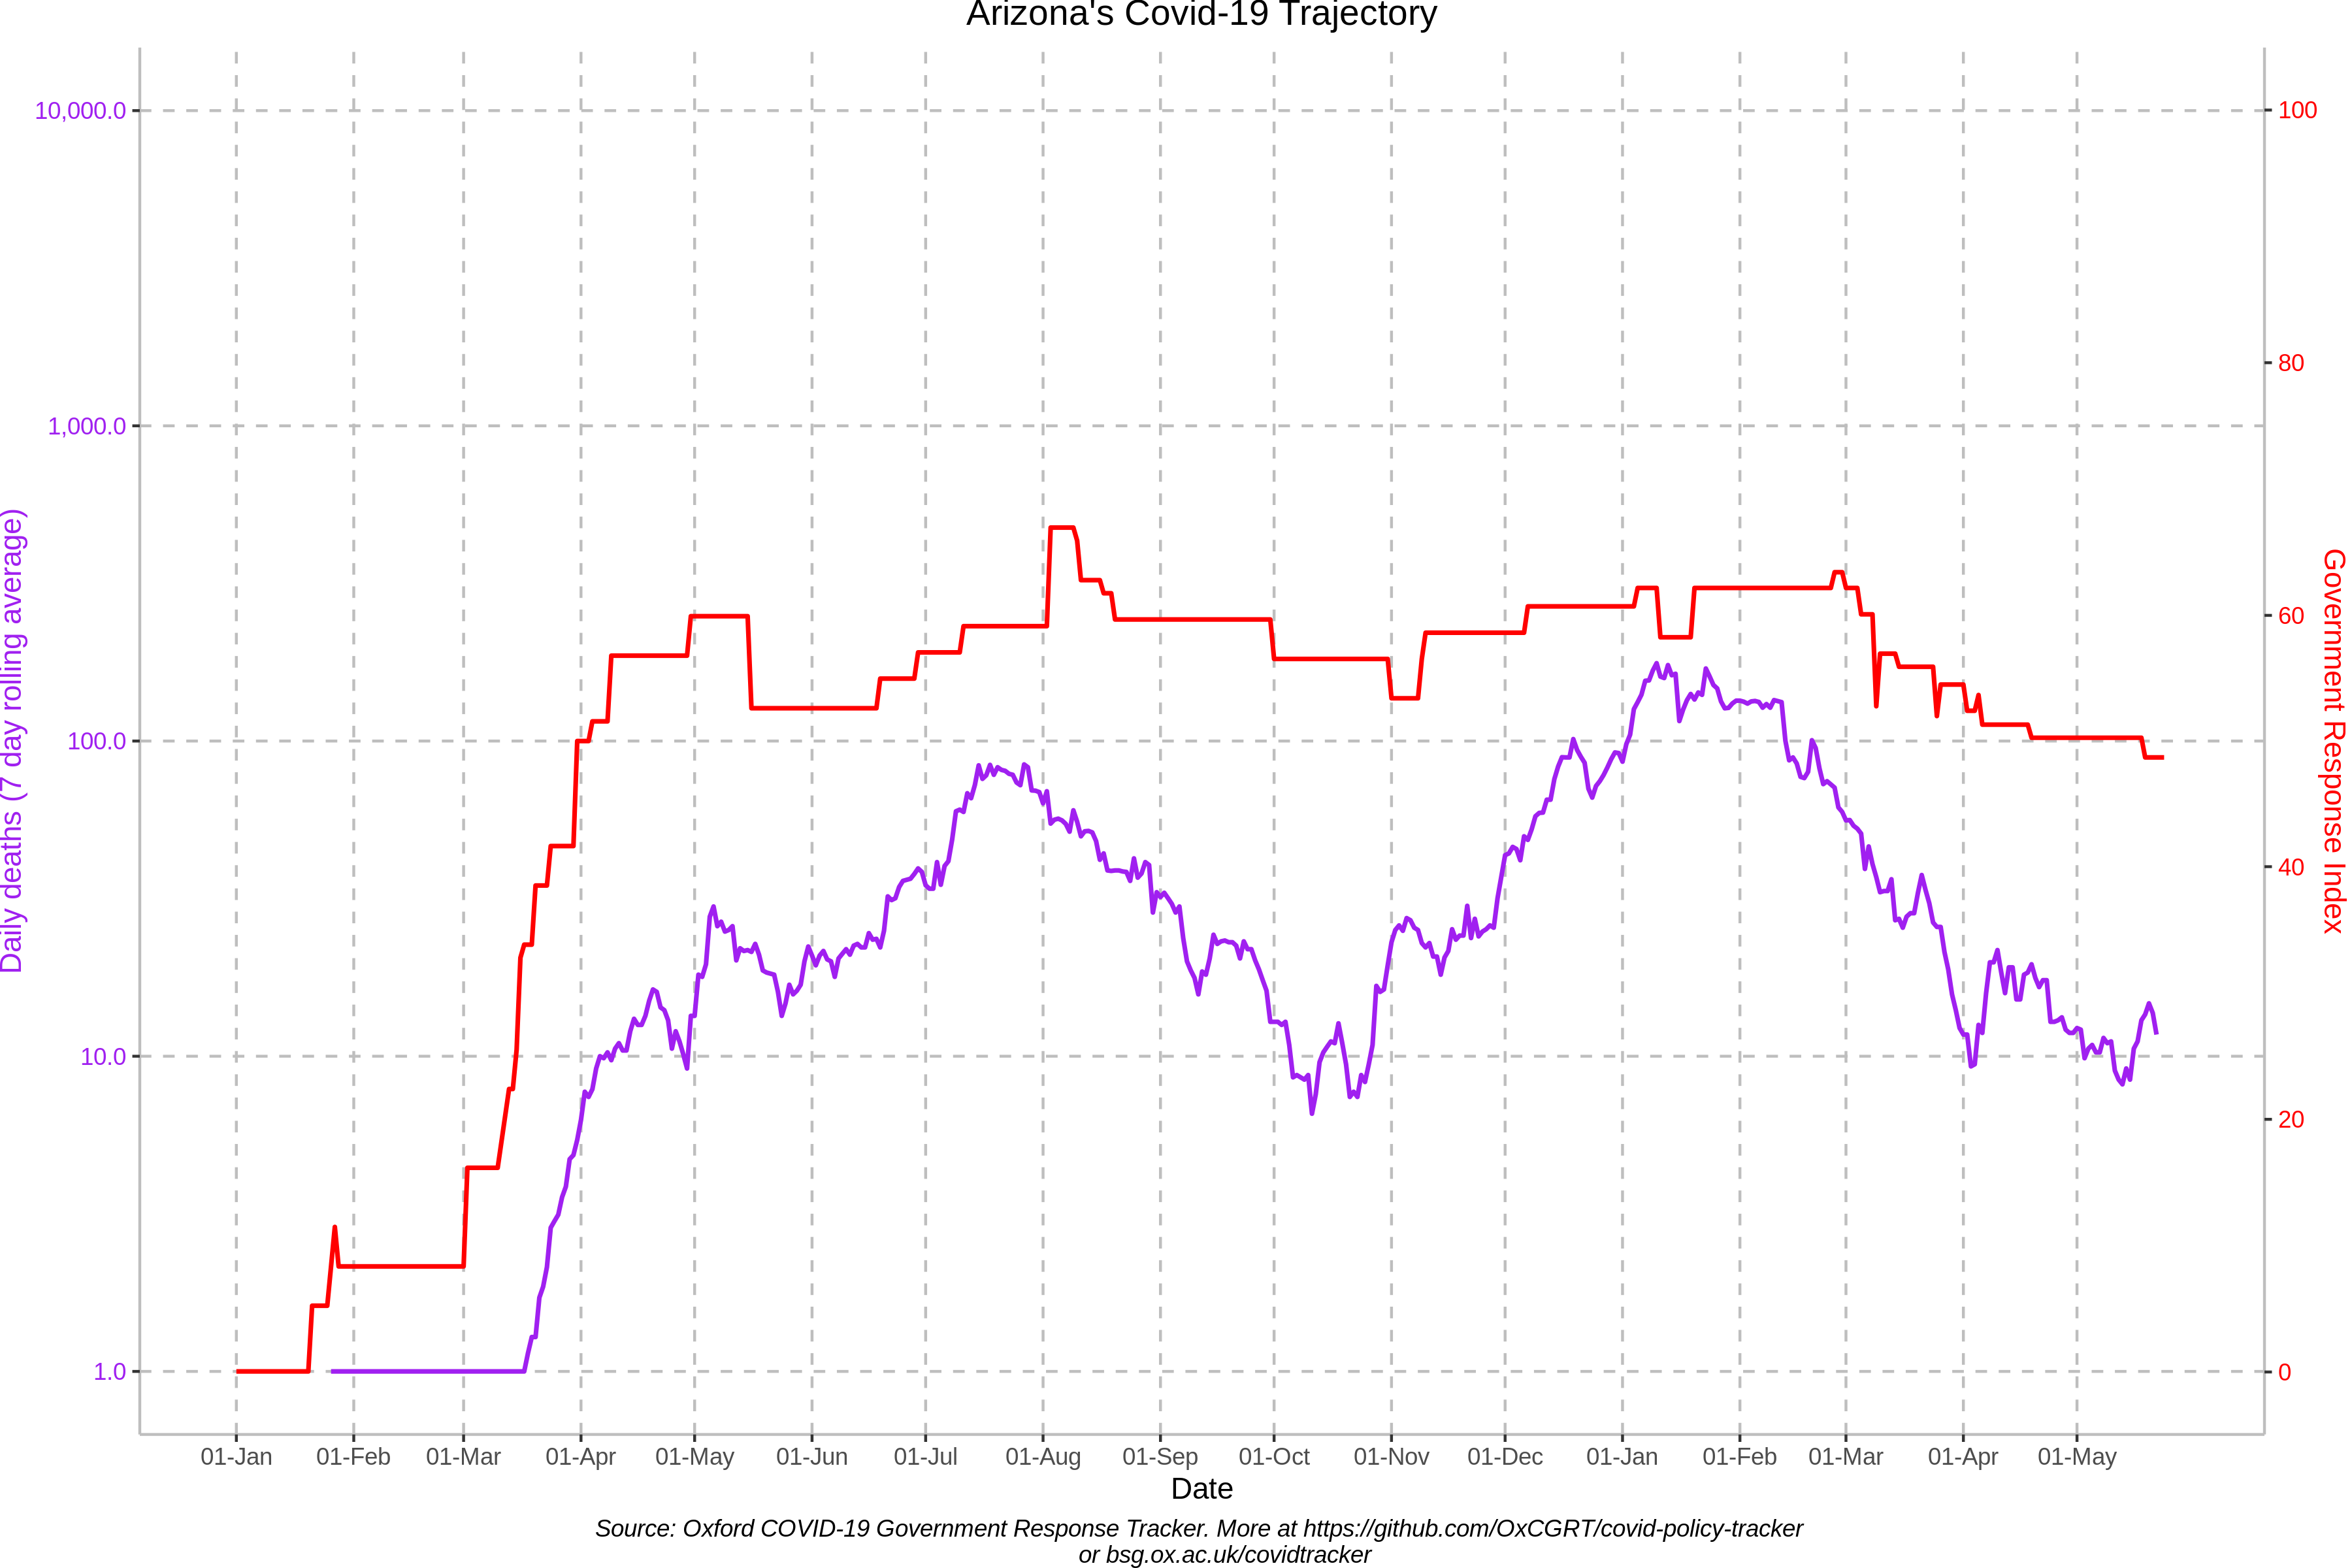 Arizona's Covid-19 Trajectory
10,000.0
1,000.0
100.0
10.0
1.0
Daily deaths (7 day rolling average)
100
80
60
40
20
0
Government Response Index
01-Jan 01-Feb 01-Mar 01-Apr 01-May 01-Jun 01-Jul 01-Aug 01-Sep 01-Oct 01-Nov 01-Dec 01-Jan 01-Feb 01-Mar 01-Apr 01-May
Date
Source: Oxford COVID-19 Government Response Tracker. More at https://github.com/OxCGRT/covid-policy-tracker
or bsg.ox.ac.uk/covidtracker